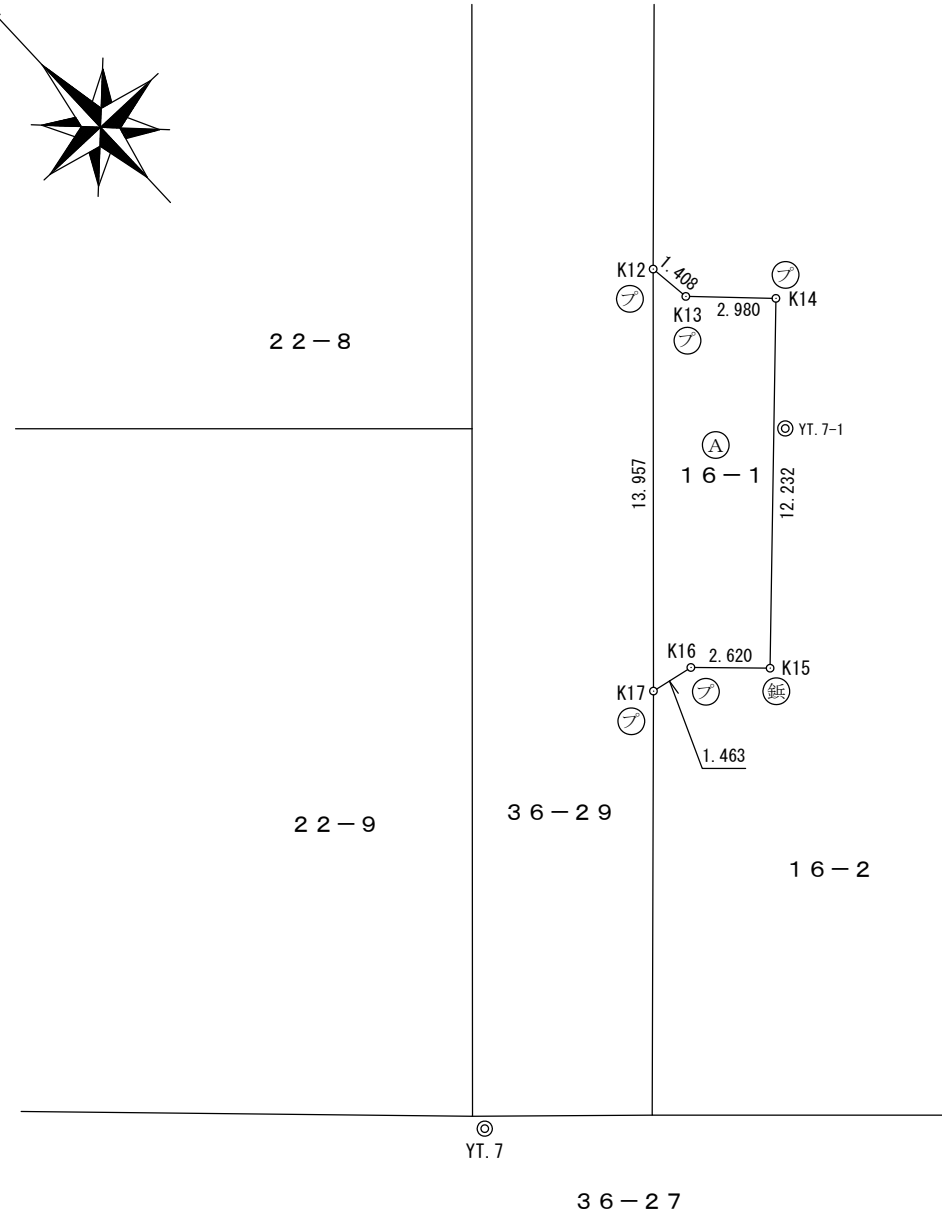 K12
1.408
プ
K14
プ
K13
2.980
プ
22-8
YT.7-1
A
16-1
13.957
12.232
K16
2.620
K15
K17
プ
鋲
プ
1.463
36-29
22-9
16-2
YT.7
36-27